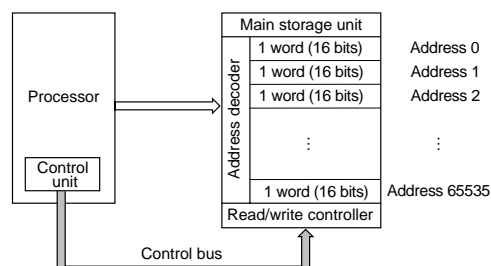 Main storage unit
Processor
Control
unit
Address decoder
1 word (16 bits)
Address 0
1 word (16 bits)
Address 1
1 word (16 bits)
Address 2
⋮
⋮
1 word (16 bits)
Address 65535
Read/write controller
Control bus